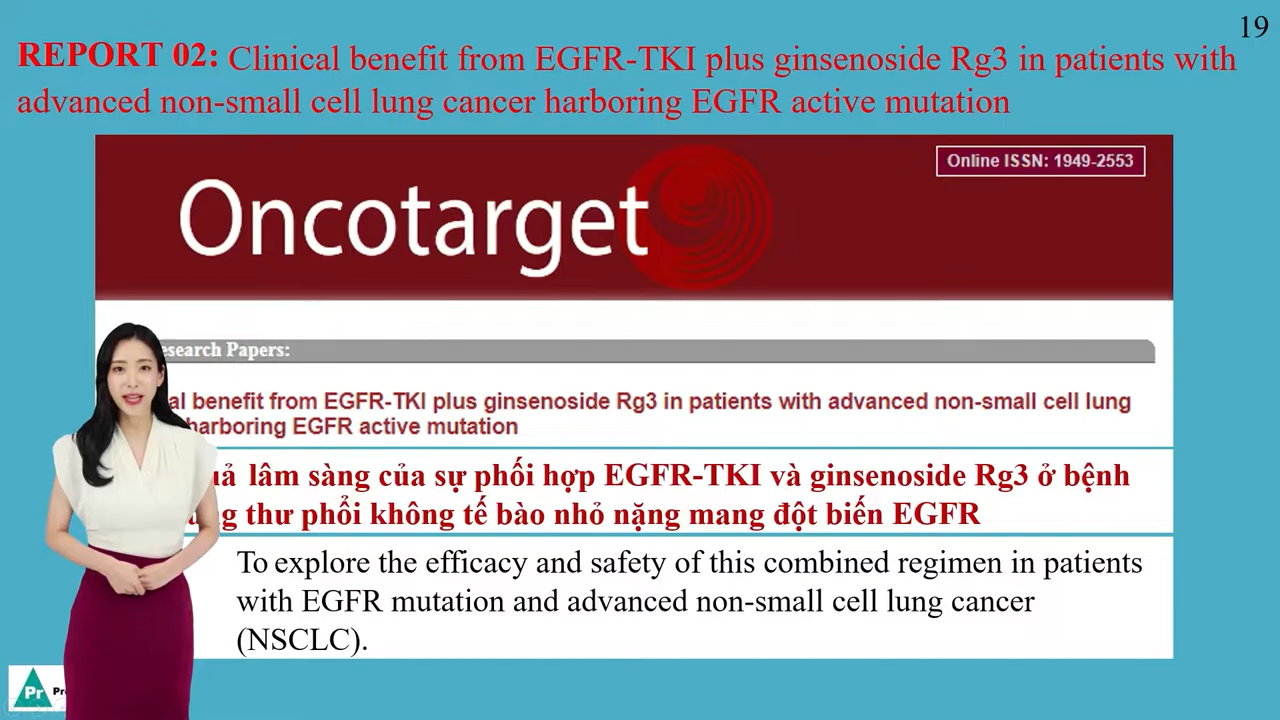 19
REPORT 02: Clinical benefit from EGFR-TKI plus ginsenoside Rg3 in patients with
advanced non-small cell lung cancer harboring EGFR active mutation
Online ISSN: 1949-2553
Oncotarget
esearch Papers:
al benefit from EGFR-TKI plus ginsenoside Rg3 in patients with advanced non-small cell lung
harboring EGFR active mutation
uả lâm sàng của sự phối hợp EGFR-TKI và ginsenoside Rg3 ở bệnh
ng thư phổi không tế bào nhỏ nặng mang đột biến EGFR
To explore the efficacy and safety of this combined regimen in patients
with EGFR mutation and advanced non-small cell lung cancer
(NSCLC).
Pr